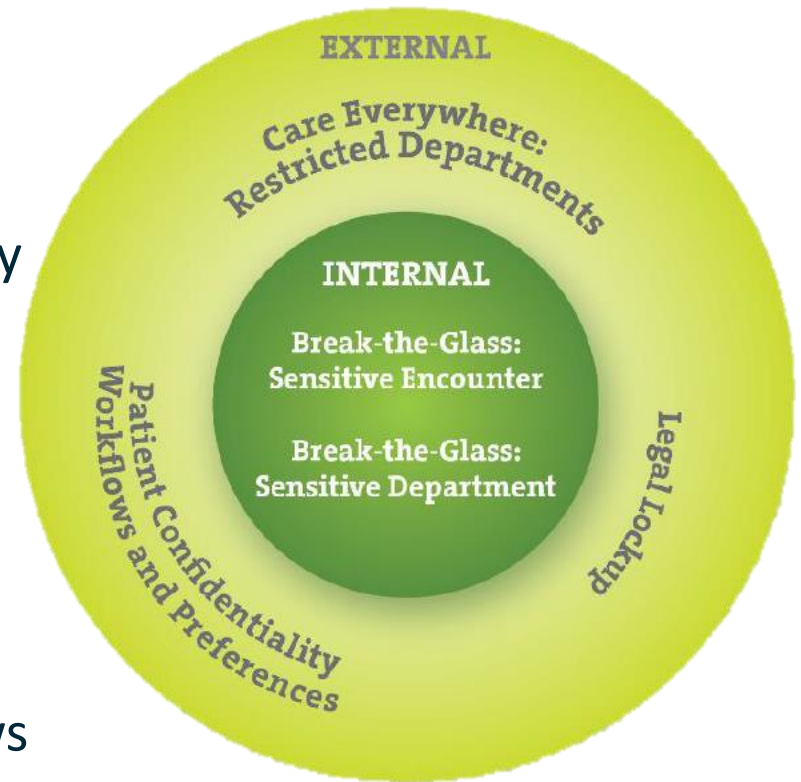 EXTERNAL
Care Everywhere:
Restricted Departments
y
INTERNAL
Break-the-Glass:
Sensitive Encounter
Break-the-Glass:
Sensitive Department
Patient Confidentiality
Workflows and Preferences
Legal Lockup
ys